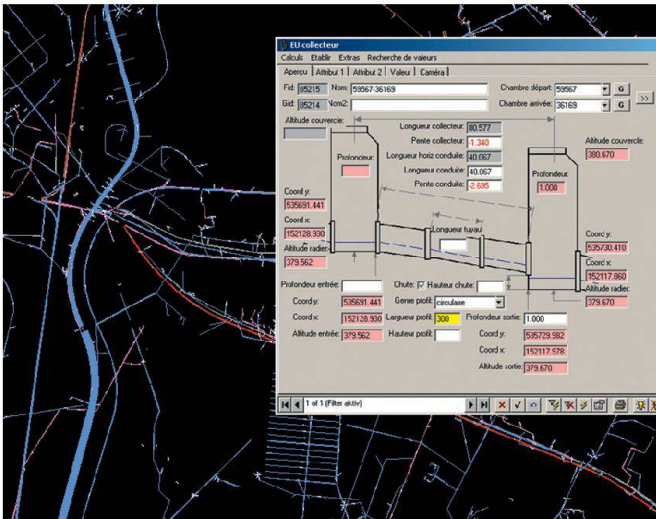 EU collecteur
Calculs Etablir Extras Recherche de valeurs
Aperçu Attribut 1 Attribut 2 Valeur Caméra
Fid: 85215 Nom: 59567-36169 Chambre départ: 59567 G
Gid: 85214 Nom2: Chambre arrivée: 36169 G >>
Altitude couvercle: Longueur collecteur: 80.577
Pente collecteur: -1.340 Altitude couvercle:
Profondeur: Longueur horiz conduite: 40.067 380.670
Longueur conduite: 40.067 Profondeur:
Pente conduite: -2.695 1.000
Coord y:
535691.441
Coord x: Longueur tuyau Coord y:
152128.930 535730.410
Altitude radier: Coord x:
379.562 152117.860
Altitude radier:
Profondeur entrée: Chute: Hauteur chute: 379.670
Coord y: 535691.441 Genre profil: circulaire
Coord x: 152128.930 Largueur profil: 300 Profondeur sortie: 1.000
Altitude entrée: 379.562 Hauteur profil: Coord y: 535729.982
Coord x: 152117.978
Altitude sortie: 379.670
1 of 1 (Filter aktiv)